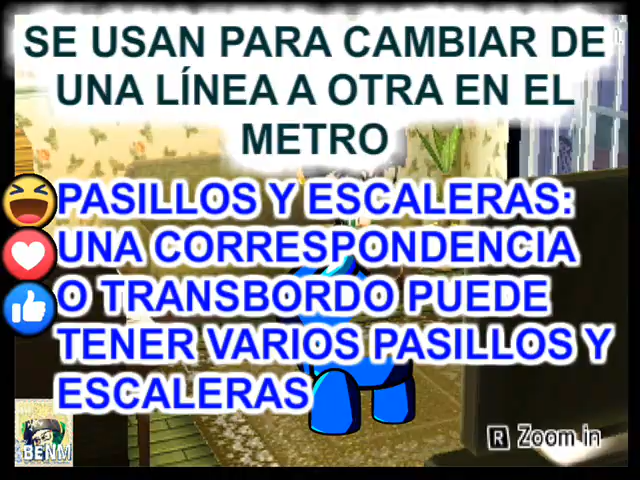 SE USAN PARA CAMBIAR DE
UNA LÍNEA A OTRA EN EL
METRO
PASILLOS Y ESCALERAS:
UNA CORRESPONDENCIA
O TRANSBORDO PUEDE
TENER VARIOS PASILLOS Y
ESCALERAS
BENM
R Zoom in